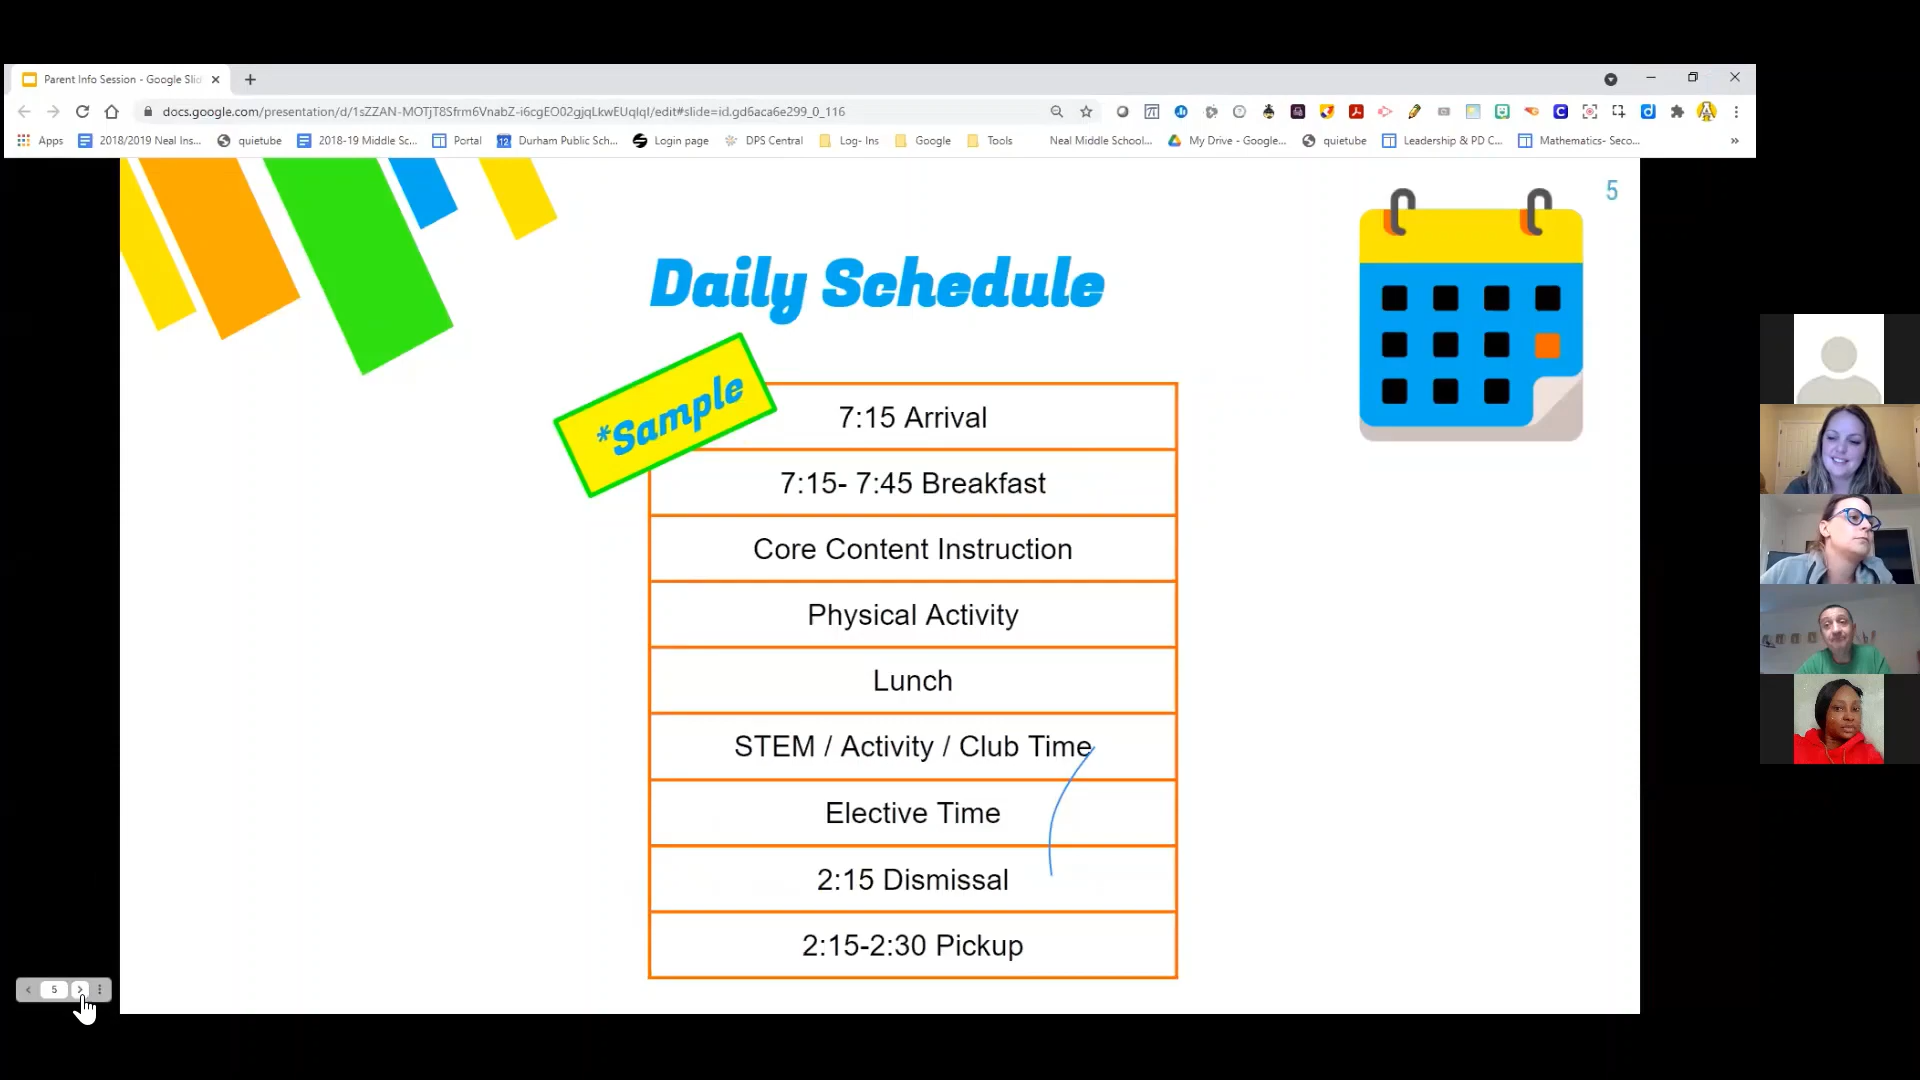 Parent Info Session - Google Slid
docs.google.com/presentation/d/1sZZAN-MOTjT8Sfrm6VnabZ-i6cgEO02gjqLkwEUqIqI/edit#slide=id.gd6aca6e299_0_116
Apps 2018/2019 Neal Ins... quietube 2018-19 Middle Sc... Portal 12 Durham Public Sch... Login page DPS Central Log- Ins Google Tools Neal Middle School... My Drive - Google... quietube Leadership & PD C... Mathematics- Seco... »
5
Daily Schedule
*Sample
7:15 Arrival
7:15- 7:45 Breakfast
Core Content Instruction
Physical Activity
Lunch
STEM / Activity / Club Time
Elective Time
2:15 Dismissal
2:15-2:30 Pickup
5